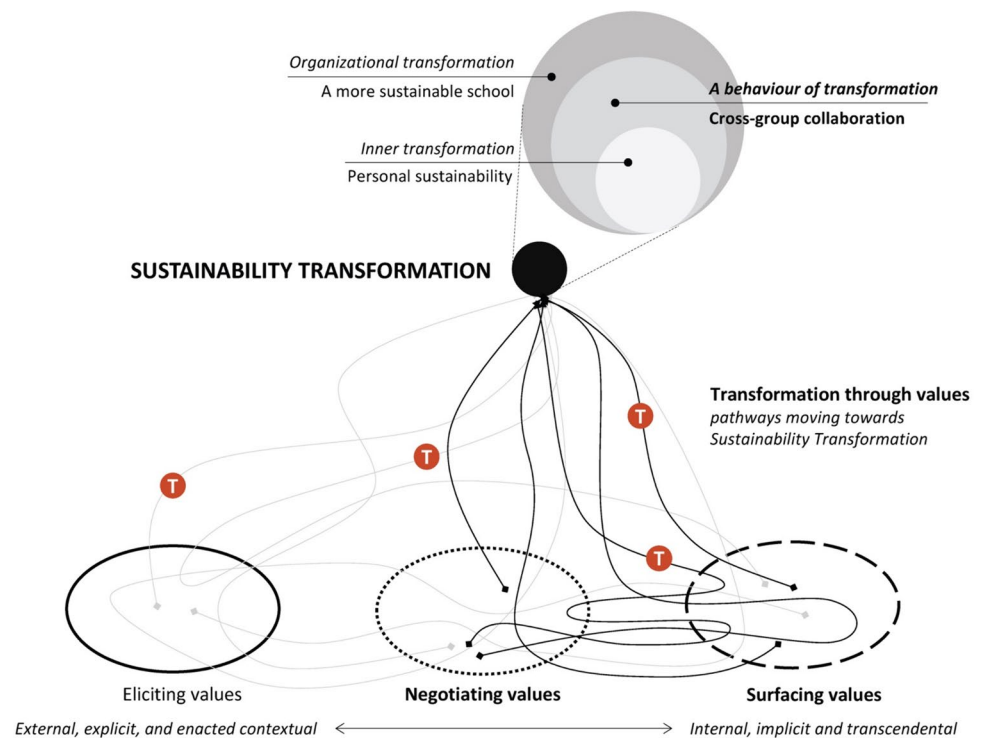 Organizational transformation
A more sustainable school
A behaviour of transformation
Cross-group collaboration
Inner transformation
Personal sustainability
SUSTAINABILITY TRANSFORMATION
Transformation through values
pathways moving towards
Sustainability Transformation
T
T
T
T
Eliciting values
Negotiating values
Surfacing values
External, explicit, and enacted contextual
Internal, implicit and transcendental